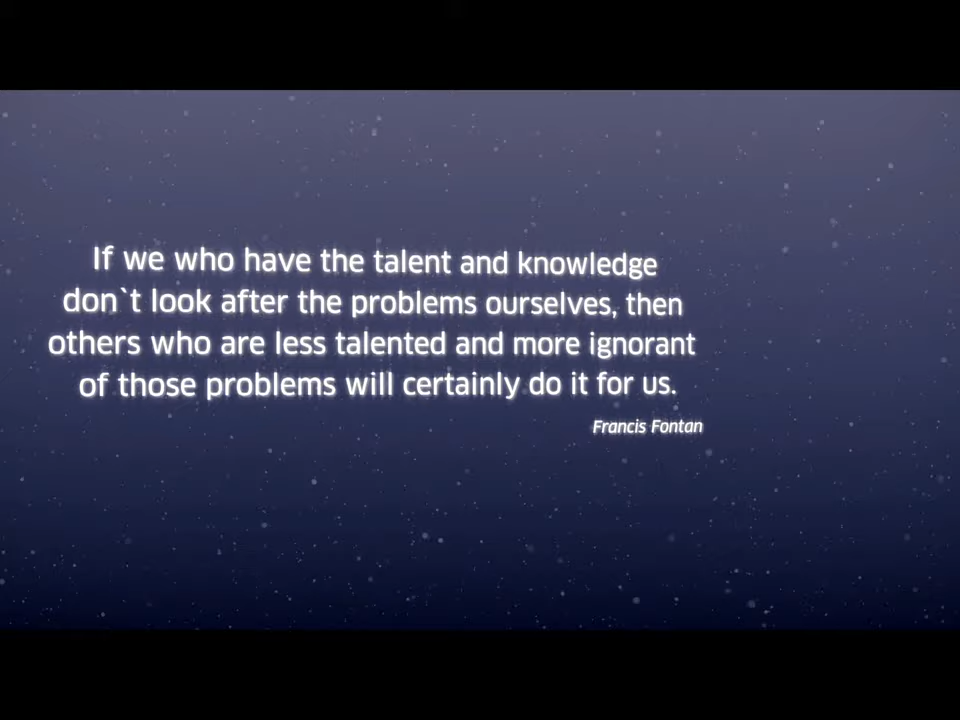 If we who have the talent and knowledge
don`t look after the problems ourselves, then
others who are less talented and more ignorant
of those problems will certainly do it for us.
Francis Fontan